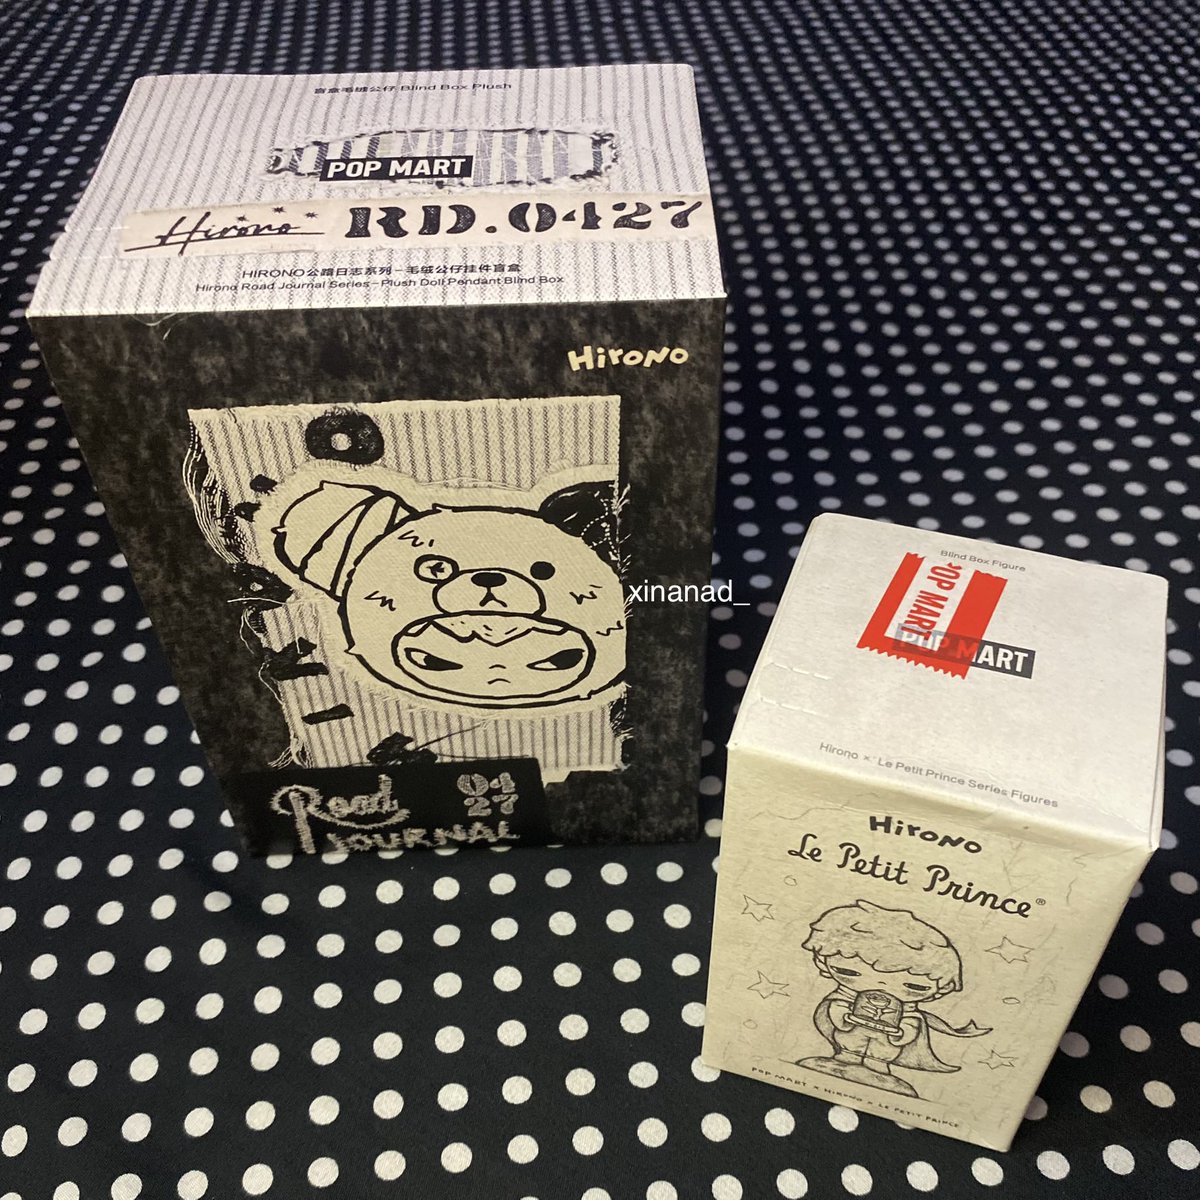 盲盒毛绒公仔 Blind Box Plush
POP MART
Hirono RD.0427
HIRONO公路日志系列-毛绒公仔挂件盲盒
Hirono Road Journal Series-Plush Doll Pendant Blind Box
HiroNO
Road
JOURNAL
04
27
xinanad_
Blind Box Figure
POP MART
POP MART
Hirono × Le Petit Prince Series Figures
HiroNO
Le Petit Prince®
POP MART x HIRONO x LE PETIT PRINCE